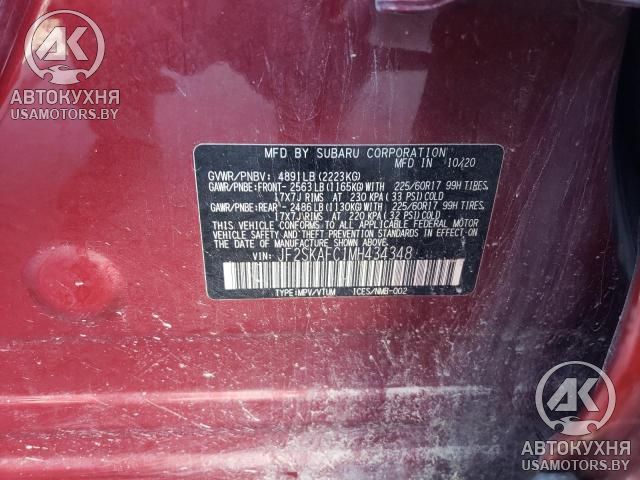 AK
АВТОКУХНЯ
USAMOTORS.BY
MFD BY SUBARU CORPORATION
MFD IN 10/20
GVWR/PNBV: 4891LB (2223KG)
GAWR/PNBE:FRONT- 2563LB (1165KG)WITH 225/60R17 99H TIRES,
17X7J RIMS AT 230 KPA (33 PSI)COLD
GAWR/PNBE:REAR- 2486LB (1130KG)WITH 225/60R17 99H TIRES,
17X7J RIMS AT 220 KPA (32 PSI)COLD
THIS VEHICLE CONFORMS TO ALL APPLICABLE FEDERAL MOTOR
VEHICLE SAFETY AND THEFT PREVENTION STANDARDS IN EFFECT
ON THE DATE OF MANUFACTURE SHOWN ABOVE.
VIN: JF2SKAFC1MH434348
TYPE:MPV/VTUM ICES/NMB-002
AK
АВТОКУХНЯ
USAMOTORS.BY